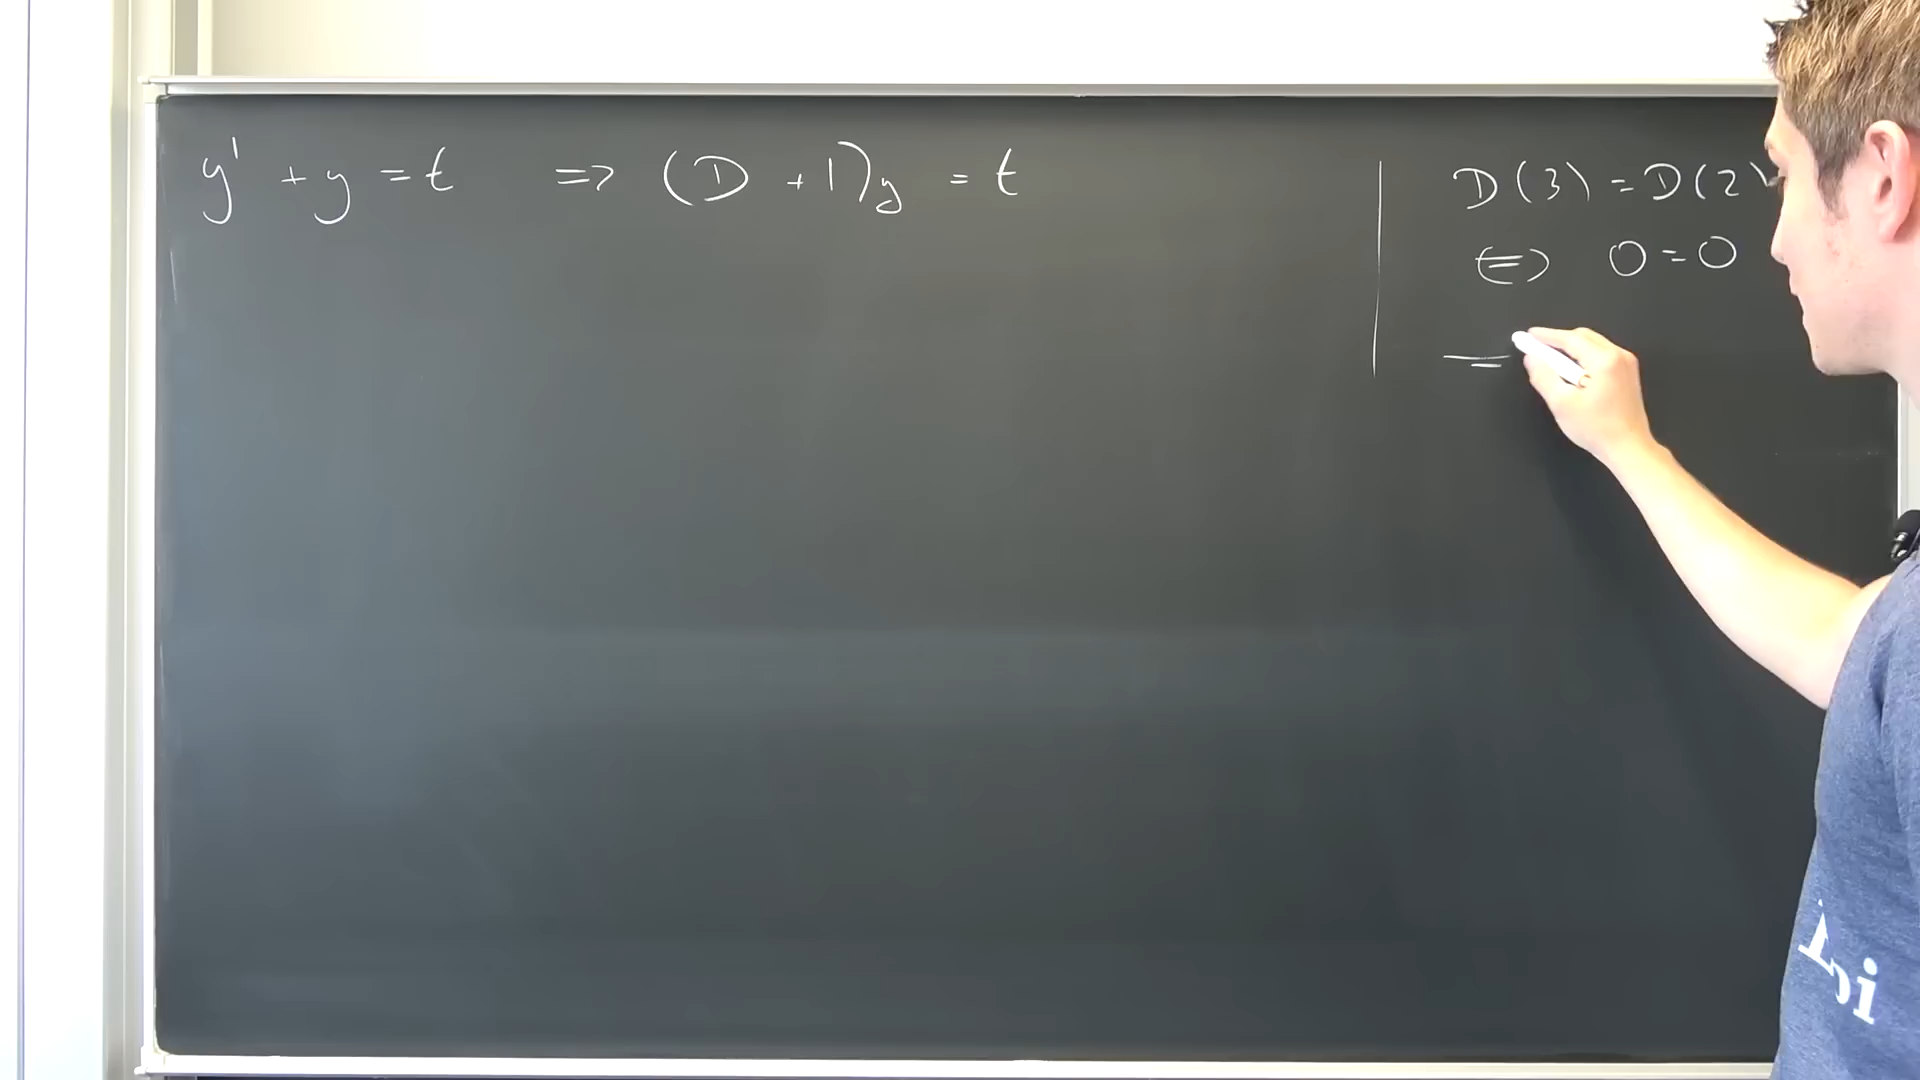 y' + y = t => (D + 1)y = t
D(3) = D(2)
<=> 0 = 0